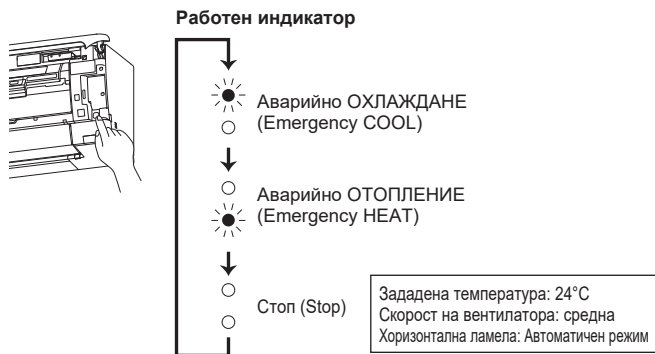 Работен индикатор
Аварийно ОХЛАЖДАНЕ
(Emergency COOL)
Аварийно ОТОПЛЕНИЕ
(Emergency HEAT)
Стоп (Stop)
Зададена температура: 24°C
Скорост на вентилатора: средна
Хоризонтална ламела: Автоматичен режим